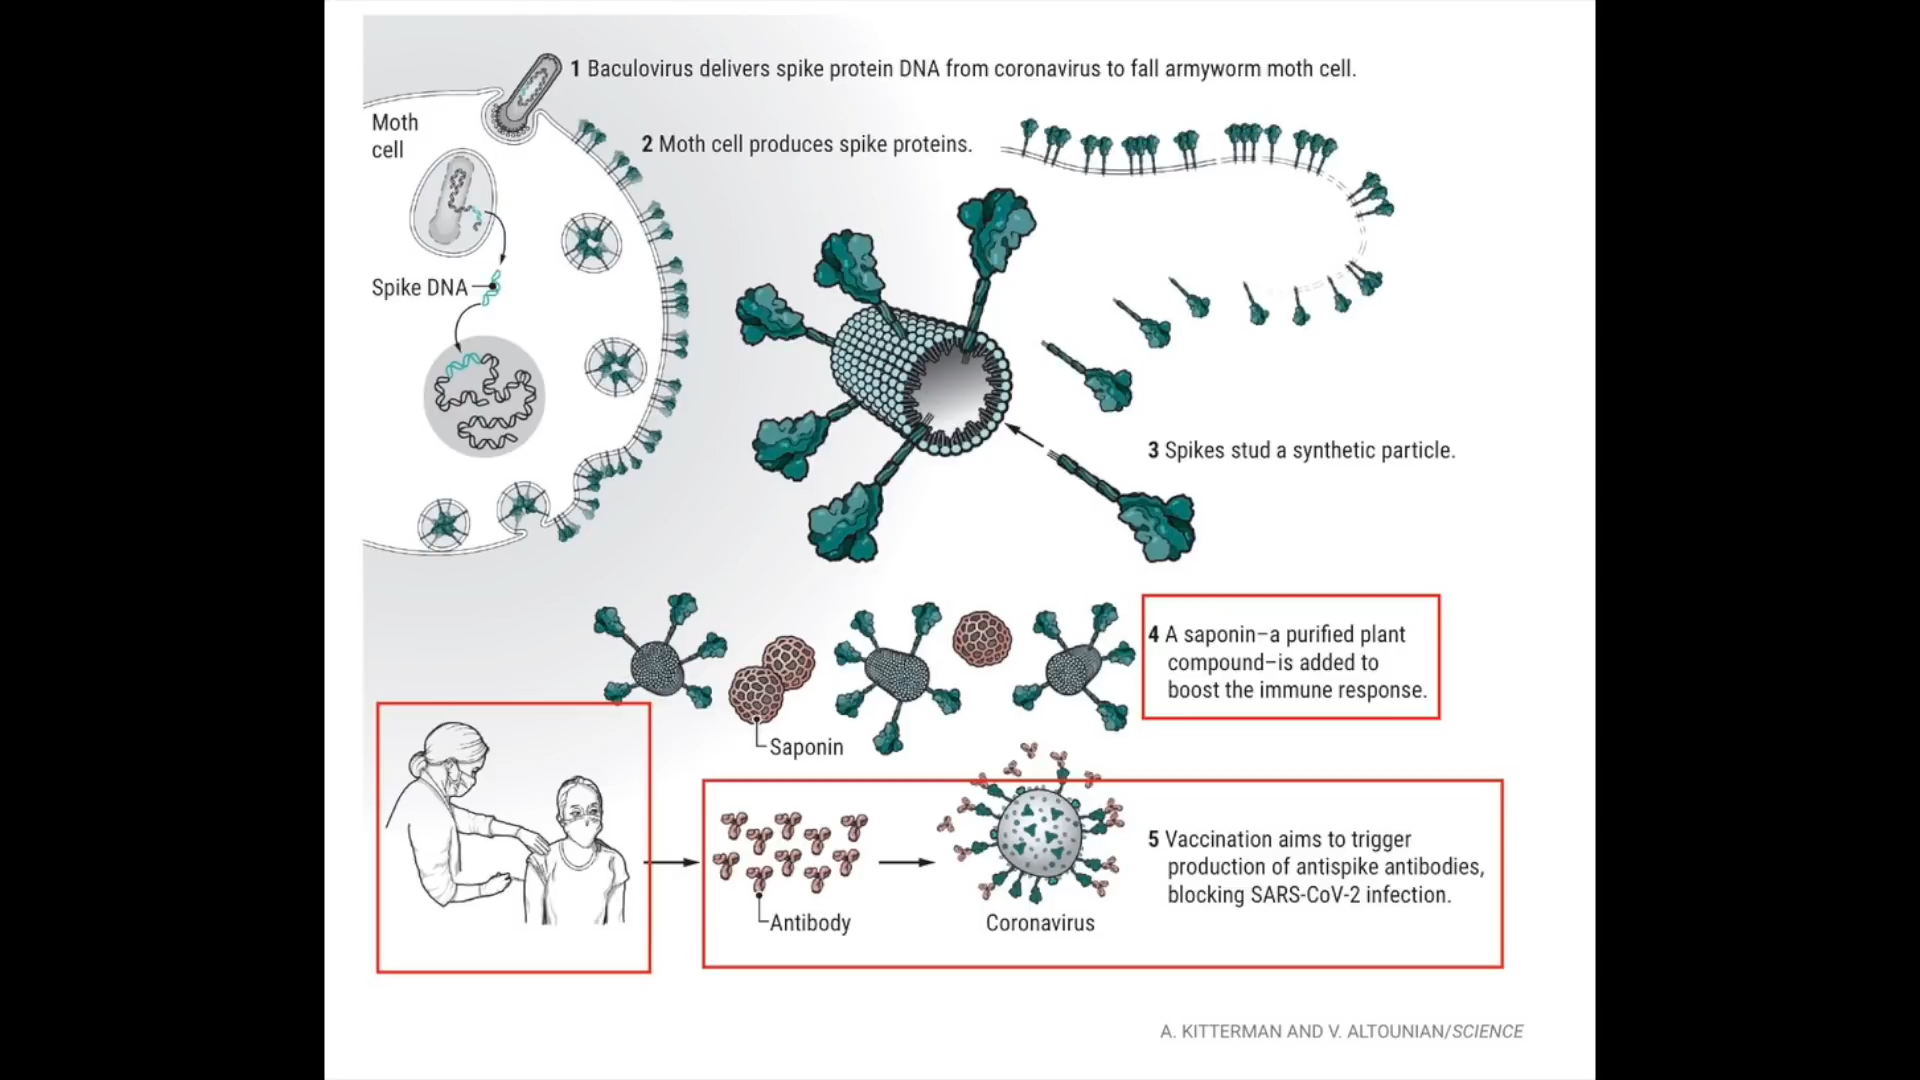 1 Baculovirus delivers spike protein DNA from coronavirus to fall armyworm moth cell.
Moth
cell
2 Moth cell produces spike proteins.
Spike DNA
3 Spikes stud a synthetic particle.
4 A saponin–a purified plant
compound–is added to
boost the immune response.
Saponin
5 Vaccination aims to trigger
production of antispike antibodies,
blocking SARS-CoV-2 infection.
Antibody
Coronavirus
A. KITTERMAN AND V. ALTOUNIAN/SCIENCE